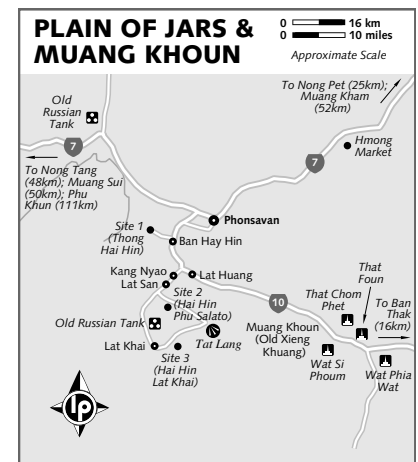 PLAIN OF JARS &
MUANG KHOUN
0 16 km
0 10 miles
Approximate Scale
To Nong Pet (25km);
Muang Kham
(52km)
Old
Russian
Tank
Hmong
Market
7
7
To Nong Tang
(48km); Muang Sui
(50km); Phu
Khun (111km)
Phonsavan
Site 1
(Thong
Hai Hin)
Ban Hay Hin
Kang Nyao
Lat Huang
Lat San
Site 2
(Hai Hin
Phu Salato)
That
Foun
That Chom
Phet
To Ban
Thak
(16km)
10
Old Russian Tank
Tat Lang
Muang Khoun
(Old Xieng
Khuang)
Lat Khai
Site 3
(Hai Hin
Lat Khai)
Wat Si
Phoum
Wat Phia
Wat
lp